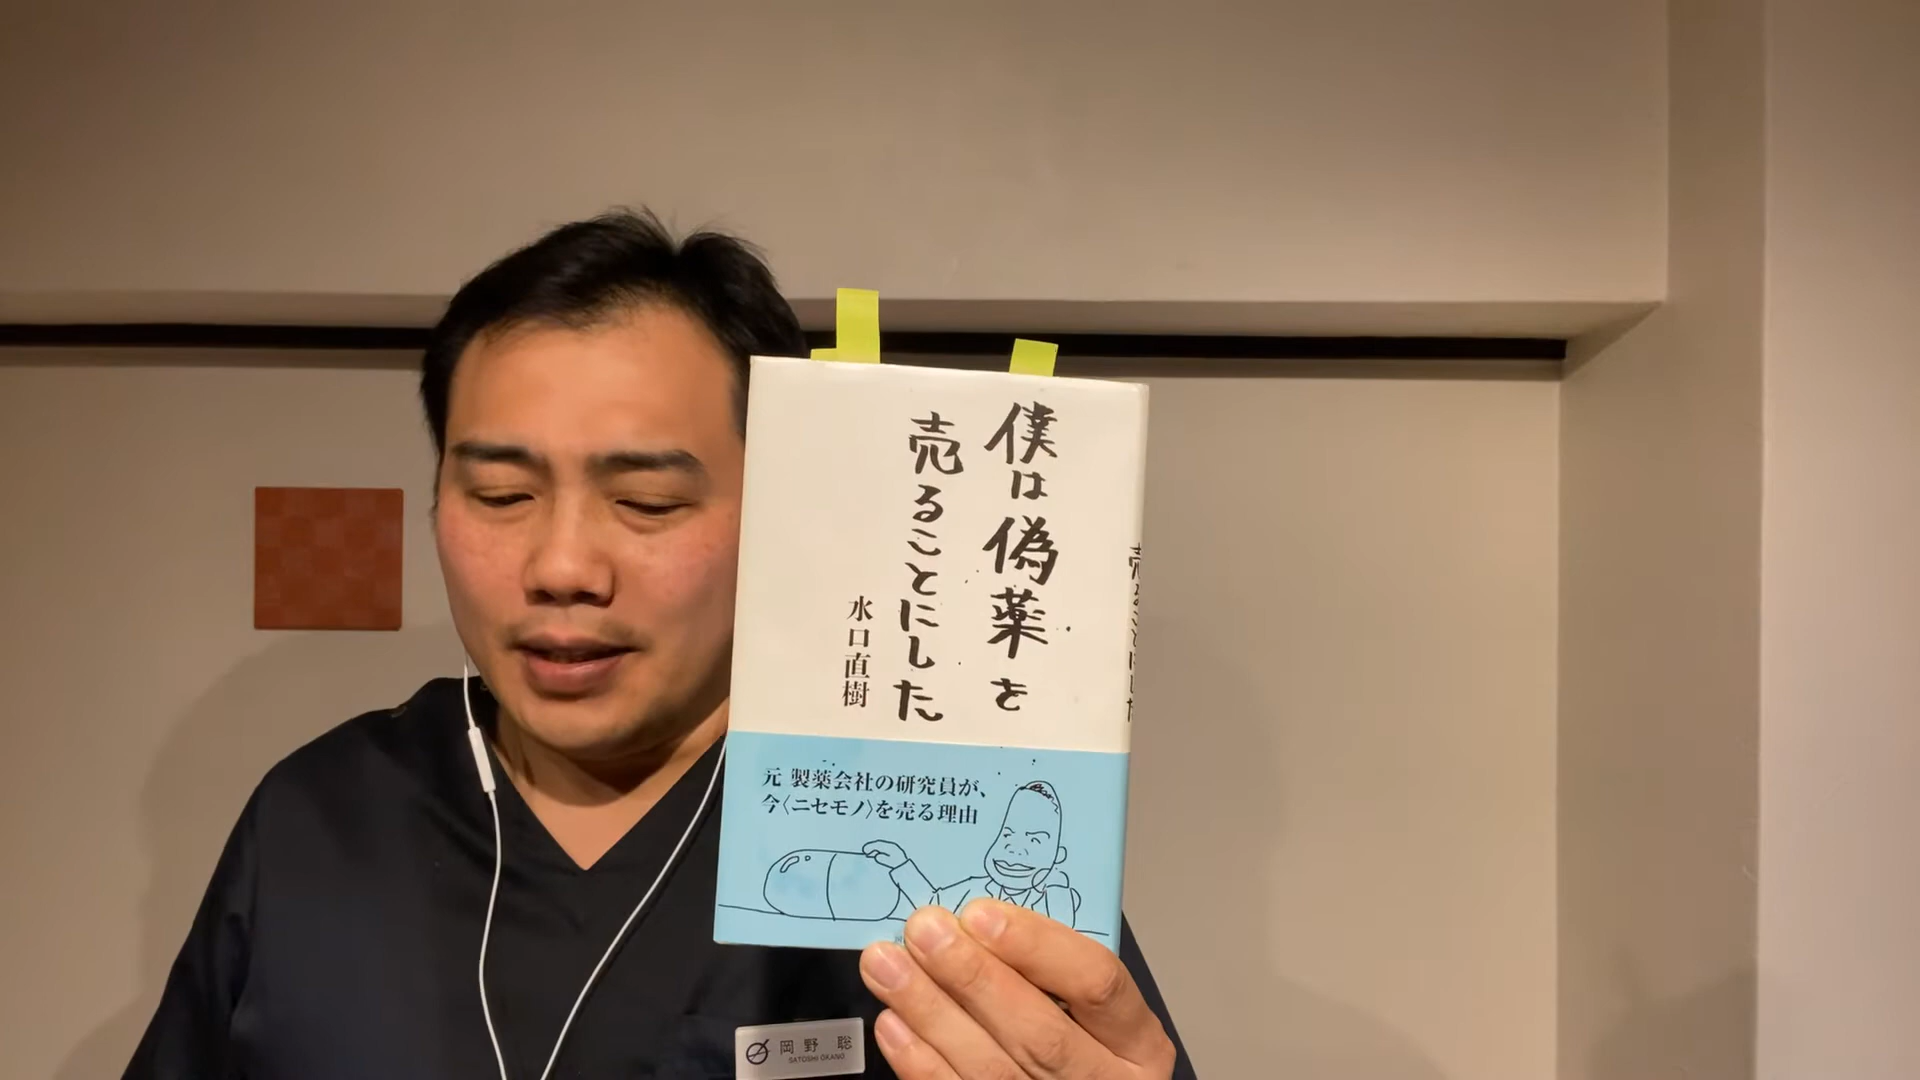 僕は偽薬を
売ることにした
水口直樹
元 製薬会社の研究員が、
今〈ニセモノ〉を売る理由
売ることにした
岡野 聡
SATOSHI OKANO